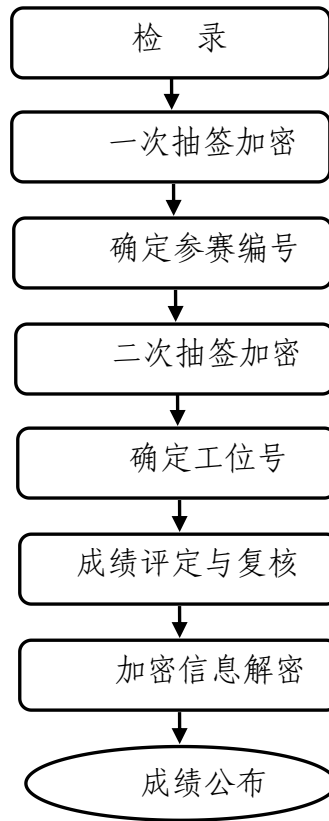 检 录
一次抽签加密
确定参赛编号
二次抽签加密
确定工位号
成绩评定与复核
加密信息解密
成绩公布